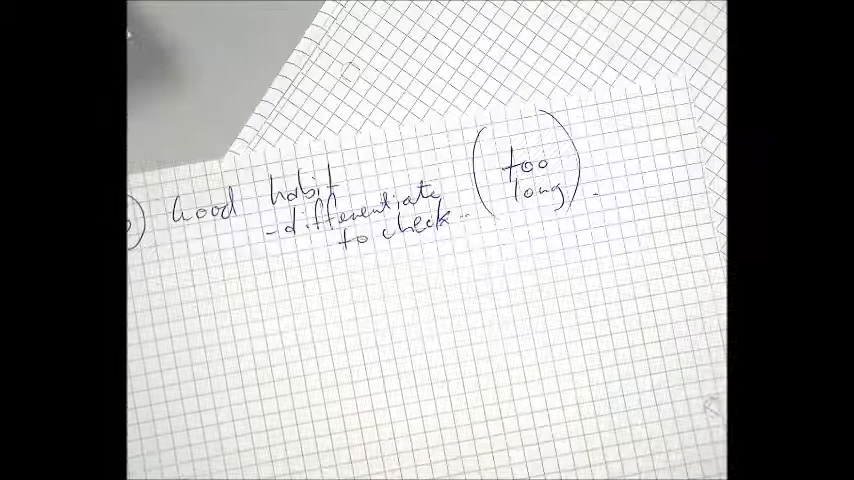 ) Good habit
- differentiate
to check..
(too
long).